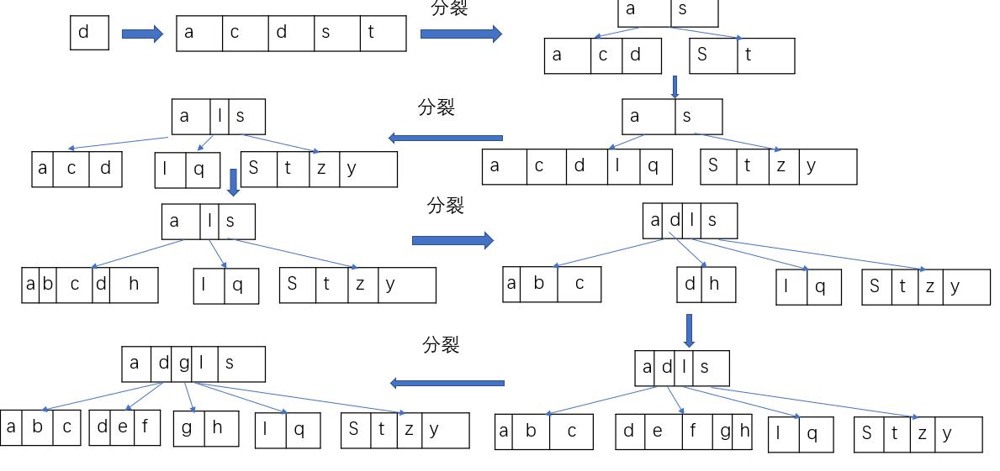 d
a c d s t
分裂
a s
a c d
S t
a s
a c d l q
S t z y
分裂
a l s
a c d
l q
S t z y
a l s
a b c d h
l q
S t z y
分裂
a d l s
a b c
d h
l q
S t z y
a d l s
a b c
d e f g h
l q
S t z y
分裂
a d g l s
a b c
d e f
g h
l q
S t z y